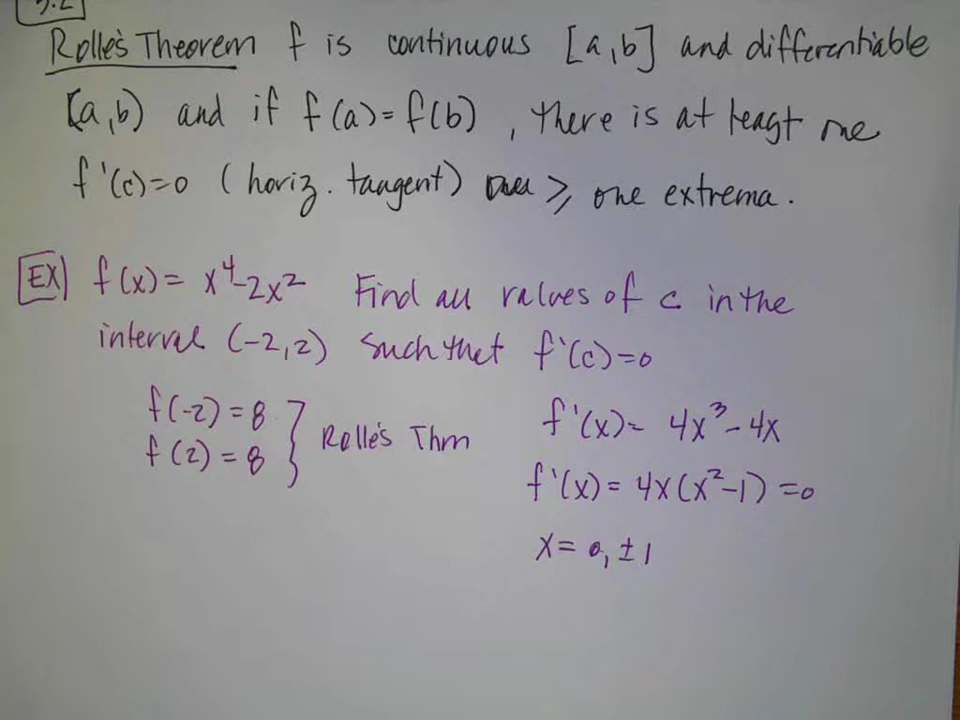 3.2
Rolle's Theorem f is continuous [a,b] and differentiable
(a,b) and if f(a)=f(b), there is at least one
f'(c)=0 (horiz. tangent) ≥ one extrema.
EX f(x)= x⁴-2x² Find all values of c in the
interval (-2,2) such that f'(c)=0
f(-2)=8
f(2)=8 } Rolle's Thm
f'(x)= 4x³-4x
f'(x)= 4x(x²-1)=0
x= 0, ±1